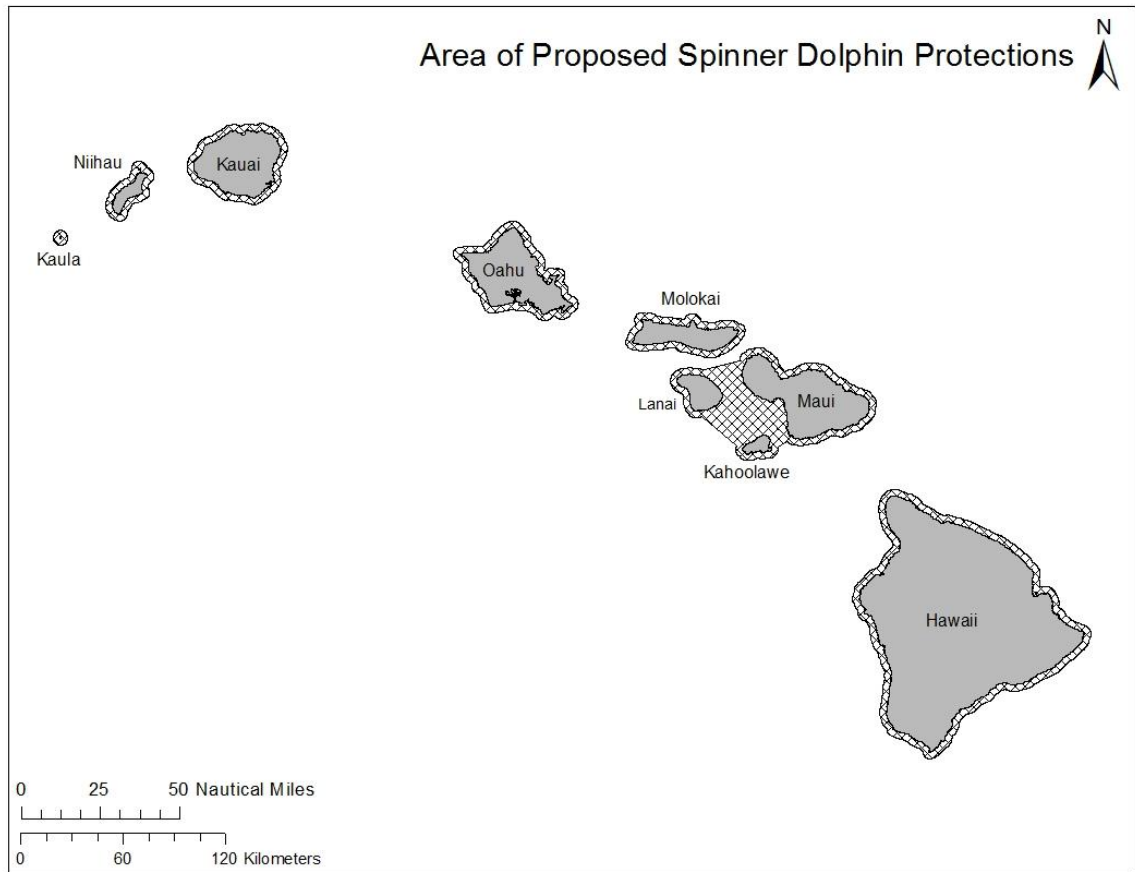 Area of Proposed Spinner Dolphin Protections
N
Niihau
Kauai
Kaula
Oahu
Molokai
Lanai
Maui
Kahoolawe
Hawaii
0 25 50 Nautical Miles
0 60 120 Kilometers